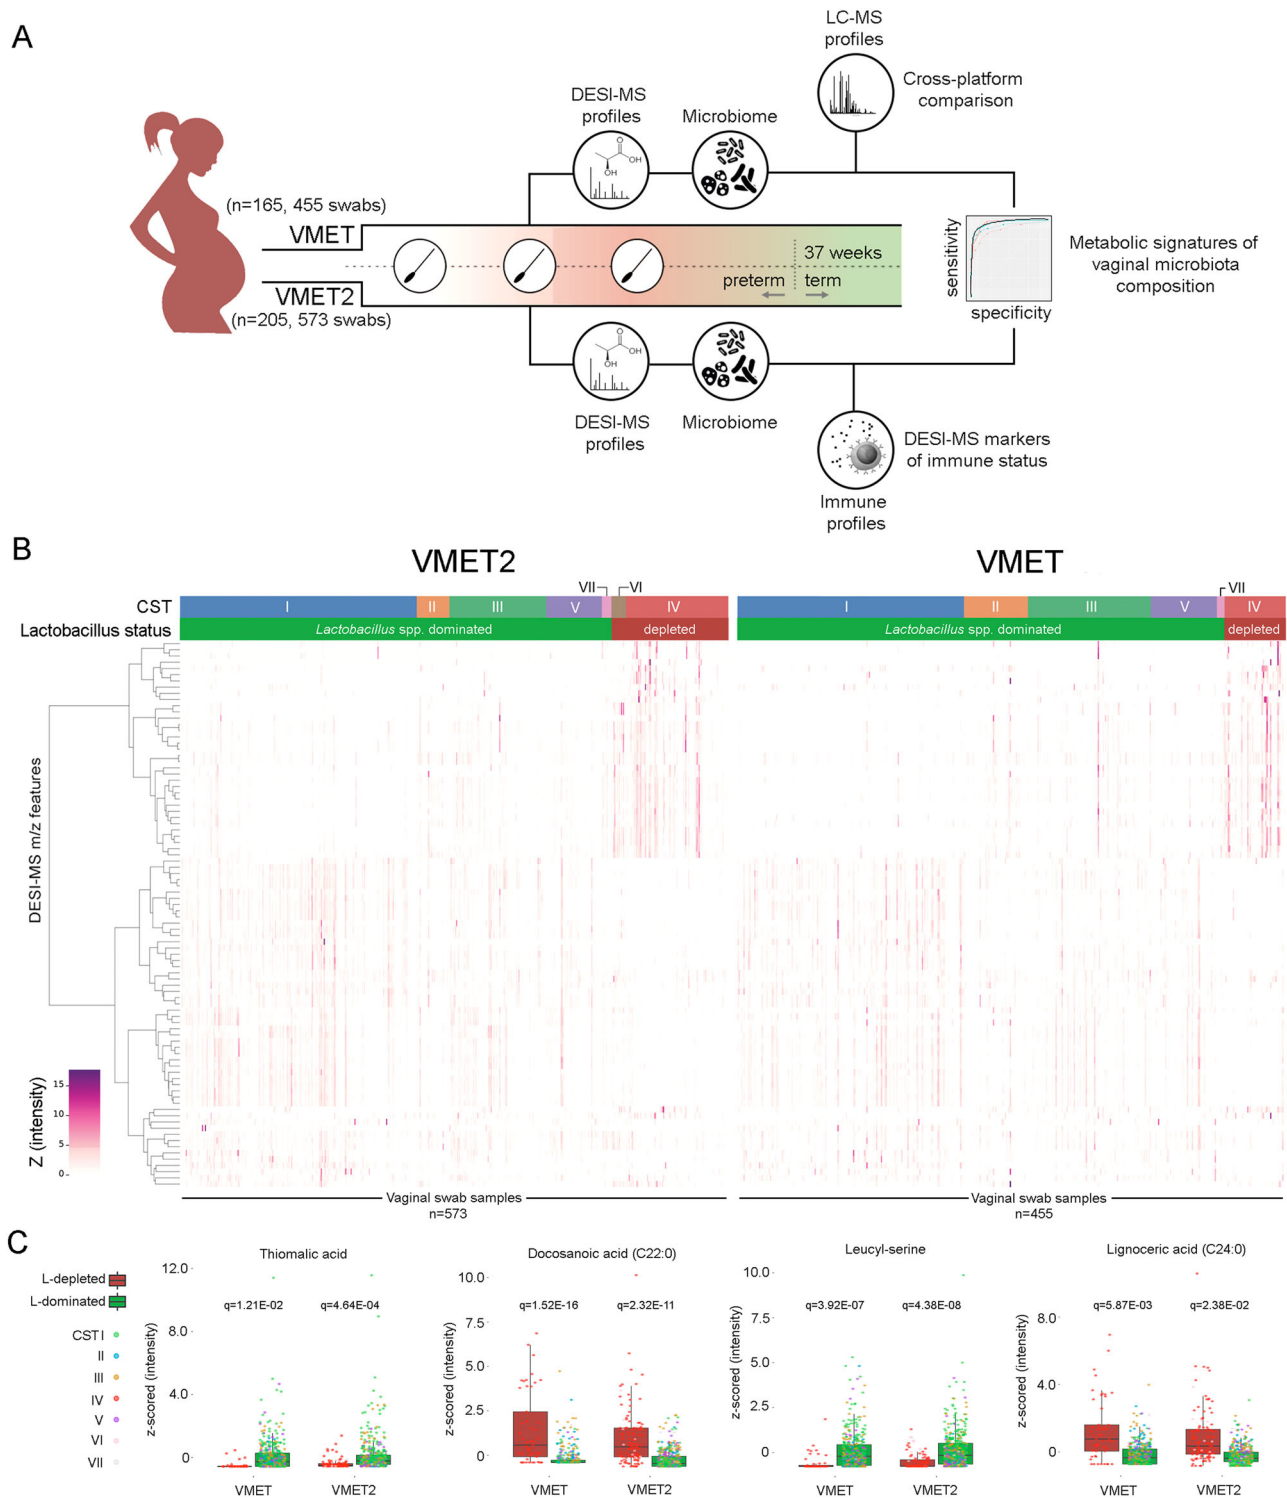 A
LC-MS
profiles
Cross-platform
comparison
DESI-MS
profiles
Microbiome
O
OH
OH
(n=165, 455 swabs)
VMET
37 weeks
preterm
term
VMET2
(n=205, 573 swabs)
sensitivity
specificity
Metabolic signatures of
vaginal microbiota
composition
O
OH
OH
DESI-MS
profiles
Microbiome
DESI-MS markers
of immune status
Immune
profiles
B
VMET2
VMET
VII
VI
VII
CST
I
II
III
V
IV
I
II
III
V
IV
Lactobacillus status
Lactobacillus spp. dominated
depleted
Lactobacillus spp. dominated
depleted
DESI-MS m/z features
Z (intensity)
15
10
5
0
Vaginal swab samples
n=573
Vaginal swab samples
n=455
C
L-depleted
L-dominated
CST I
II
III
IV
V
VI
VII
Thiomalic acid
z-scored (intensity)
12.0
8.0
4.0
0
q=1.21E-02
q=4.64E-04
VMET
VMET2
Docosanoic acid (C22:0)
z-scored (intensity)
10.0
5.0
2.5
0
q=1.52E-16
q=2.32E-11
VMET
VMET2
Leucyl-serine
z-scored (intensity)
10.0
7.5
5.0
2.5
0
q=3.92E-07
q=4.38E-08
VMET
VMET2
Lignoceric acid (C24:0)
z-scored (intensity)
8.0
4.0
0
q=5.87E-03
q=2.38E-02
VMET
VMET2